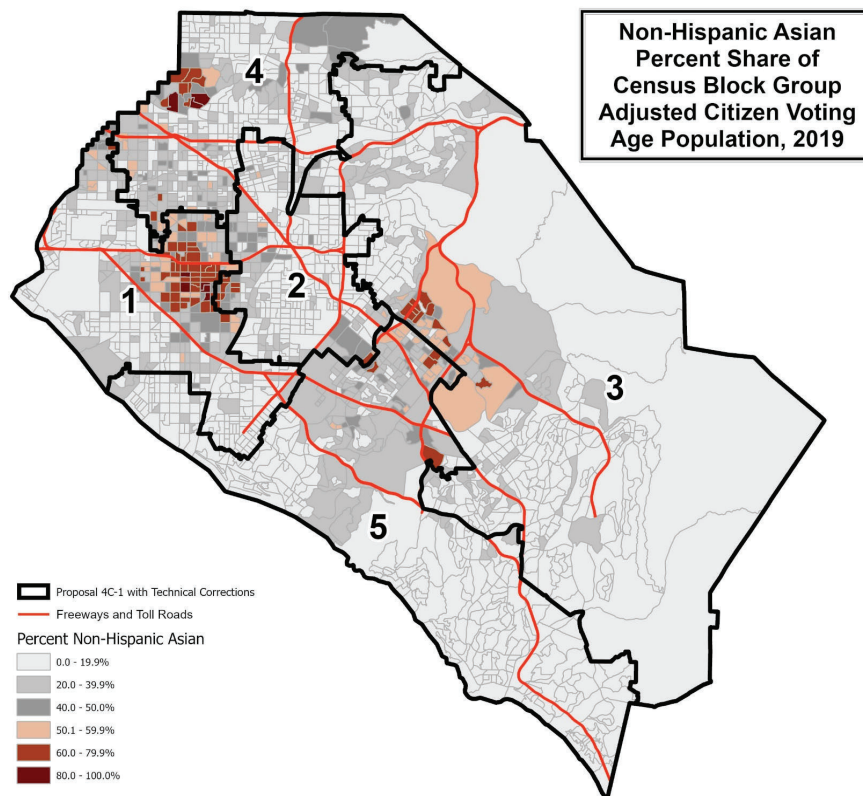 Non-Hispanic Asian
Percent Share of
Census Block Group
Adjusted Citizen Voting
Age Population, 2019
4
2
1
3
5
Proposal 4C-1 with Technical Corrections
Freeways and Toll Roads
Percent Non-Hispanic Asian
0.0 - 19.9%
20.0 - 39.9%
40.0 - 50.0%
50.1 - 59.9%
60.0 - 79.9%
80.0 - 100.0%